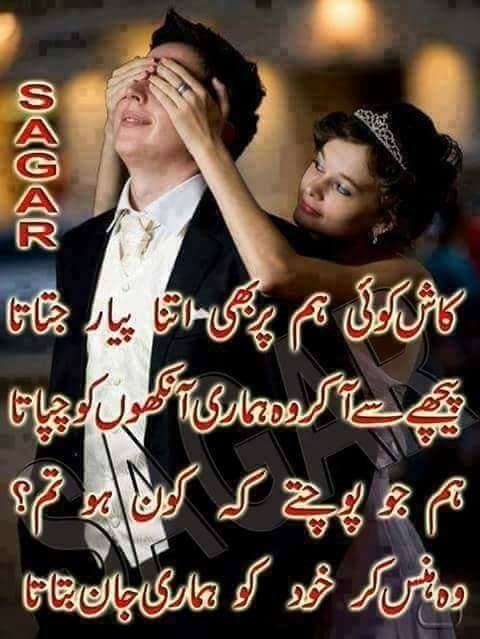 SAGAR
کاش کوئی ہم پر بھی اتنا پیار جتاتا
پیچھے سے آ کر وہ ہماری آنکھوں کو چھپاتا
ہم جو پوچتے کہ کون ہو تم؟
وہ ہنس کر خود کو ہماری جان بتاتا
SAGAR